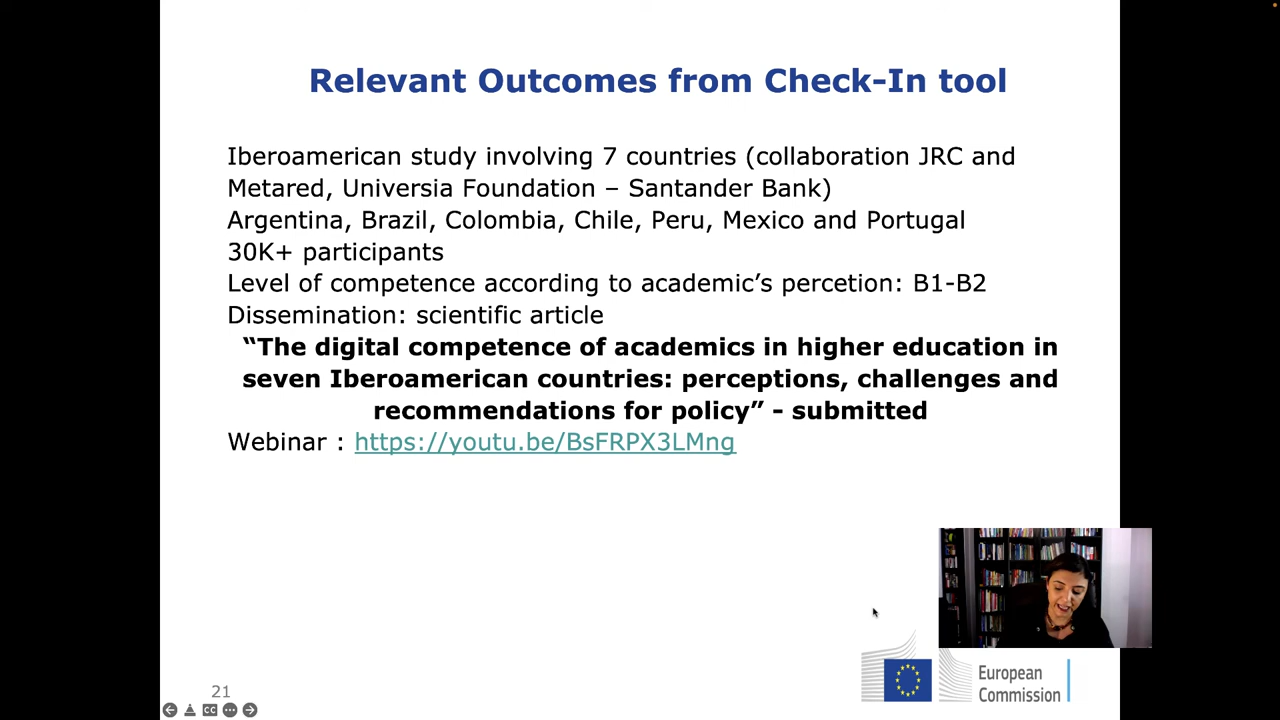 Relevant Outcomes from Check-In tool
Iberoamerican study involving 7 countries (collaboration JRC and
Metared, Universia Foundation – Santander Bank)
Argentina, Brazil, Colombia, Chile, Peru, Mexico and Portugal
30K+ participants
Level of competence according to academic’s percetion: B1-B2
Dissemination: scientific article
“The digital competence of academics in higher education in
seven Iberoamerican countries: perceptions, challenges and
recommendations for policy” - submitted
Webinar : https://youtu.be/BsFRPX3LMng
European
Commission
21
CC